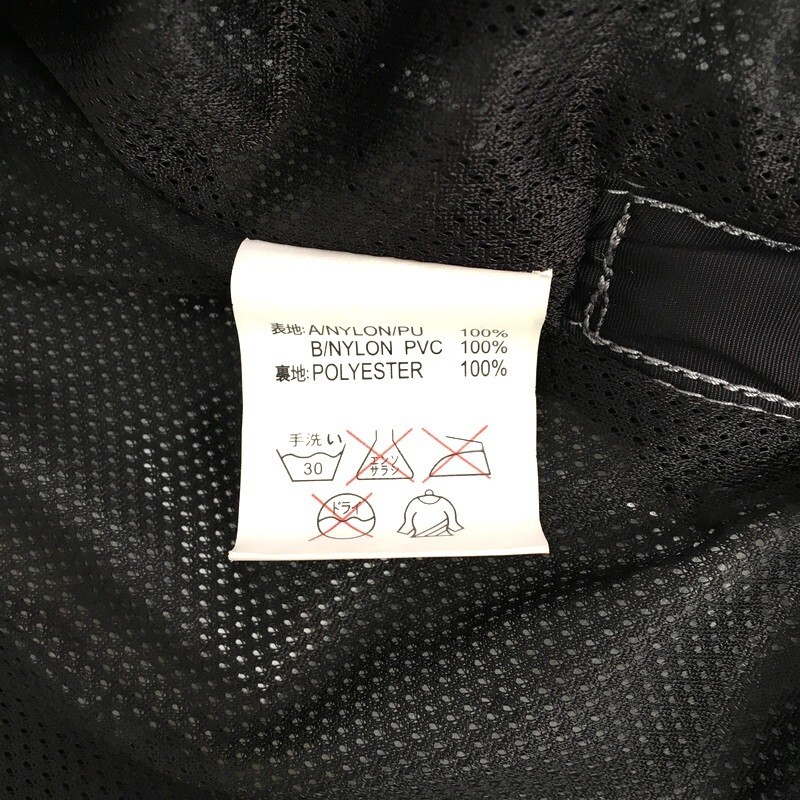 表地: A/NYLON/PU 100%
B/NYLON PVC 100%
裏地: POLYESTER 100%
手洗い
30
エンソ
サラシ
ドライ